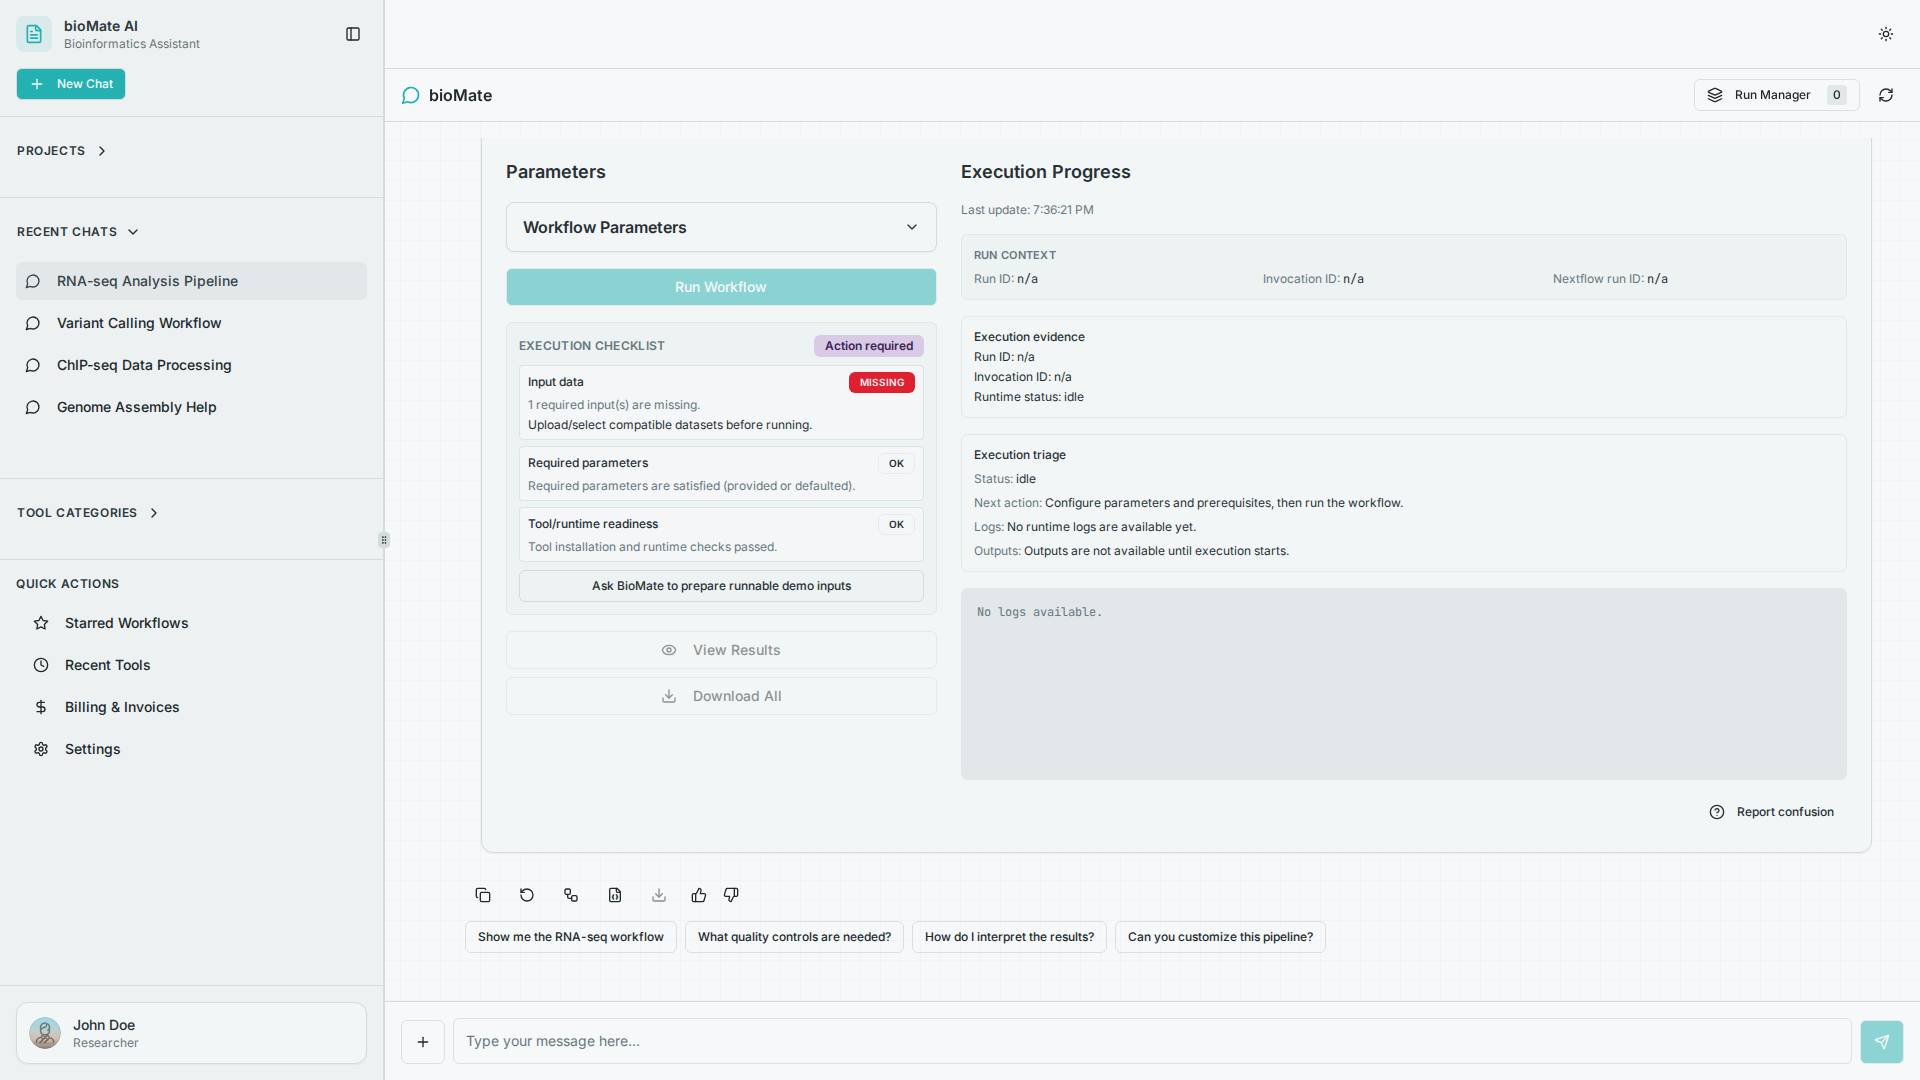 bioMate AI
Bioinformatics Assistant
New Chat
PROJECTS
RECENT CHATS
RNA-seq Analysis Pipeline
Variant Calling Workflow
ChIP-seq Data Processing
Genome Assembly Help
TOOL CATEGORIES
QUICK ACTIONS
Starred Workflows
Recent Tools
Billing & Invoices
Settings
John Doe
Researcher
bioMate
Run Manager 0
Parameters
Workflow Parameters
Run Workflow
EXECUTION CHECKLIST Action required
Input data MISSING
1 required input(s) are missing.
Upload/select compatible datasets before running.
Required parameters OK
Required parameters are satisfied (provided or defaulted).
Tool/runtime readiness OK
Tool installation and runtime checks passed.
Ask BioMate to prepare runnable demo inputs
View Results
Download All
Execution Progress
Last update: 7:36:21 PM
RUN CONTEXT
Run ID: n/a Invocation ID: n/a Nextflow run ID: n/a
Execution evidence
Run ID: n/a
Invocation ID: n/a
Runtime status: idle
Execution triage
Status: idle
Next action: Configure parameters and prerequisites, then run the workflow.
Logs: No runtime logs are available yet.
Outputs: Outputs are not available until execution starts.
No logs available.
Report confusion
Show me the RNA-seq workflow What quality controls are needed? How do I interpret the results? Can you customize this pipeline?
Type your message here...